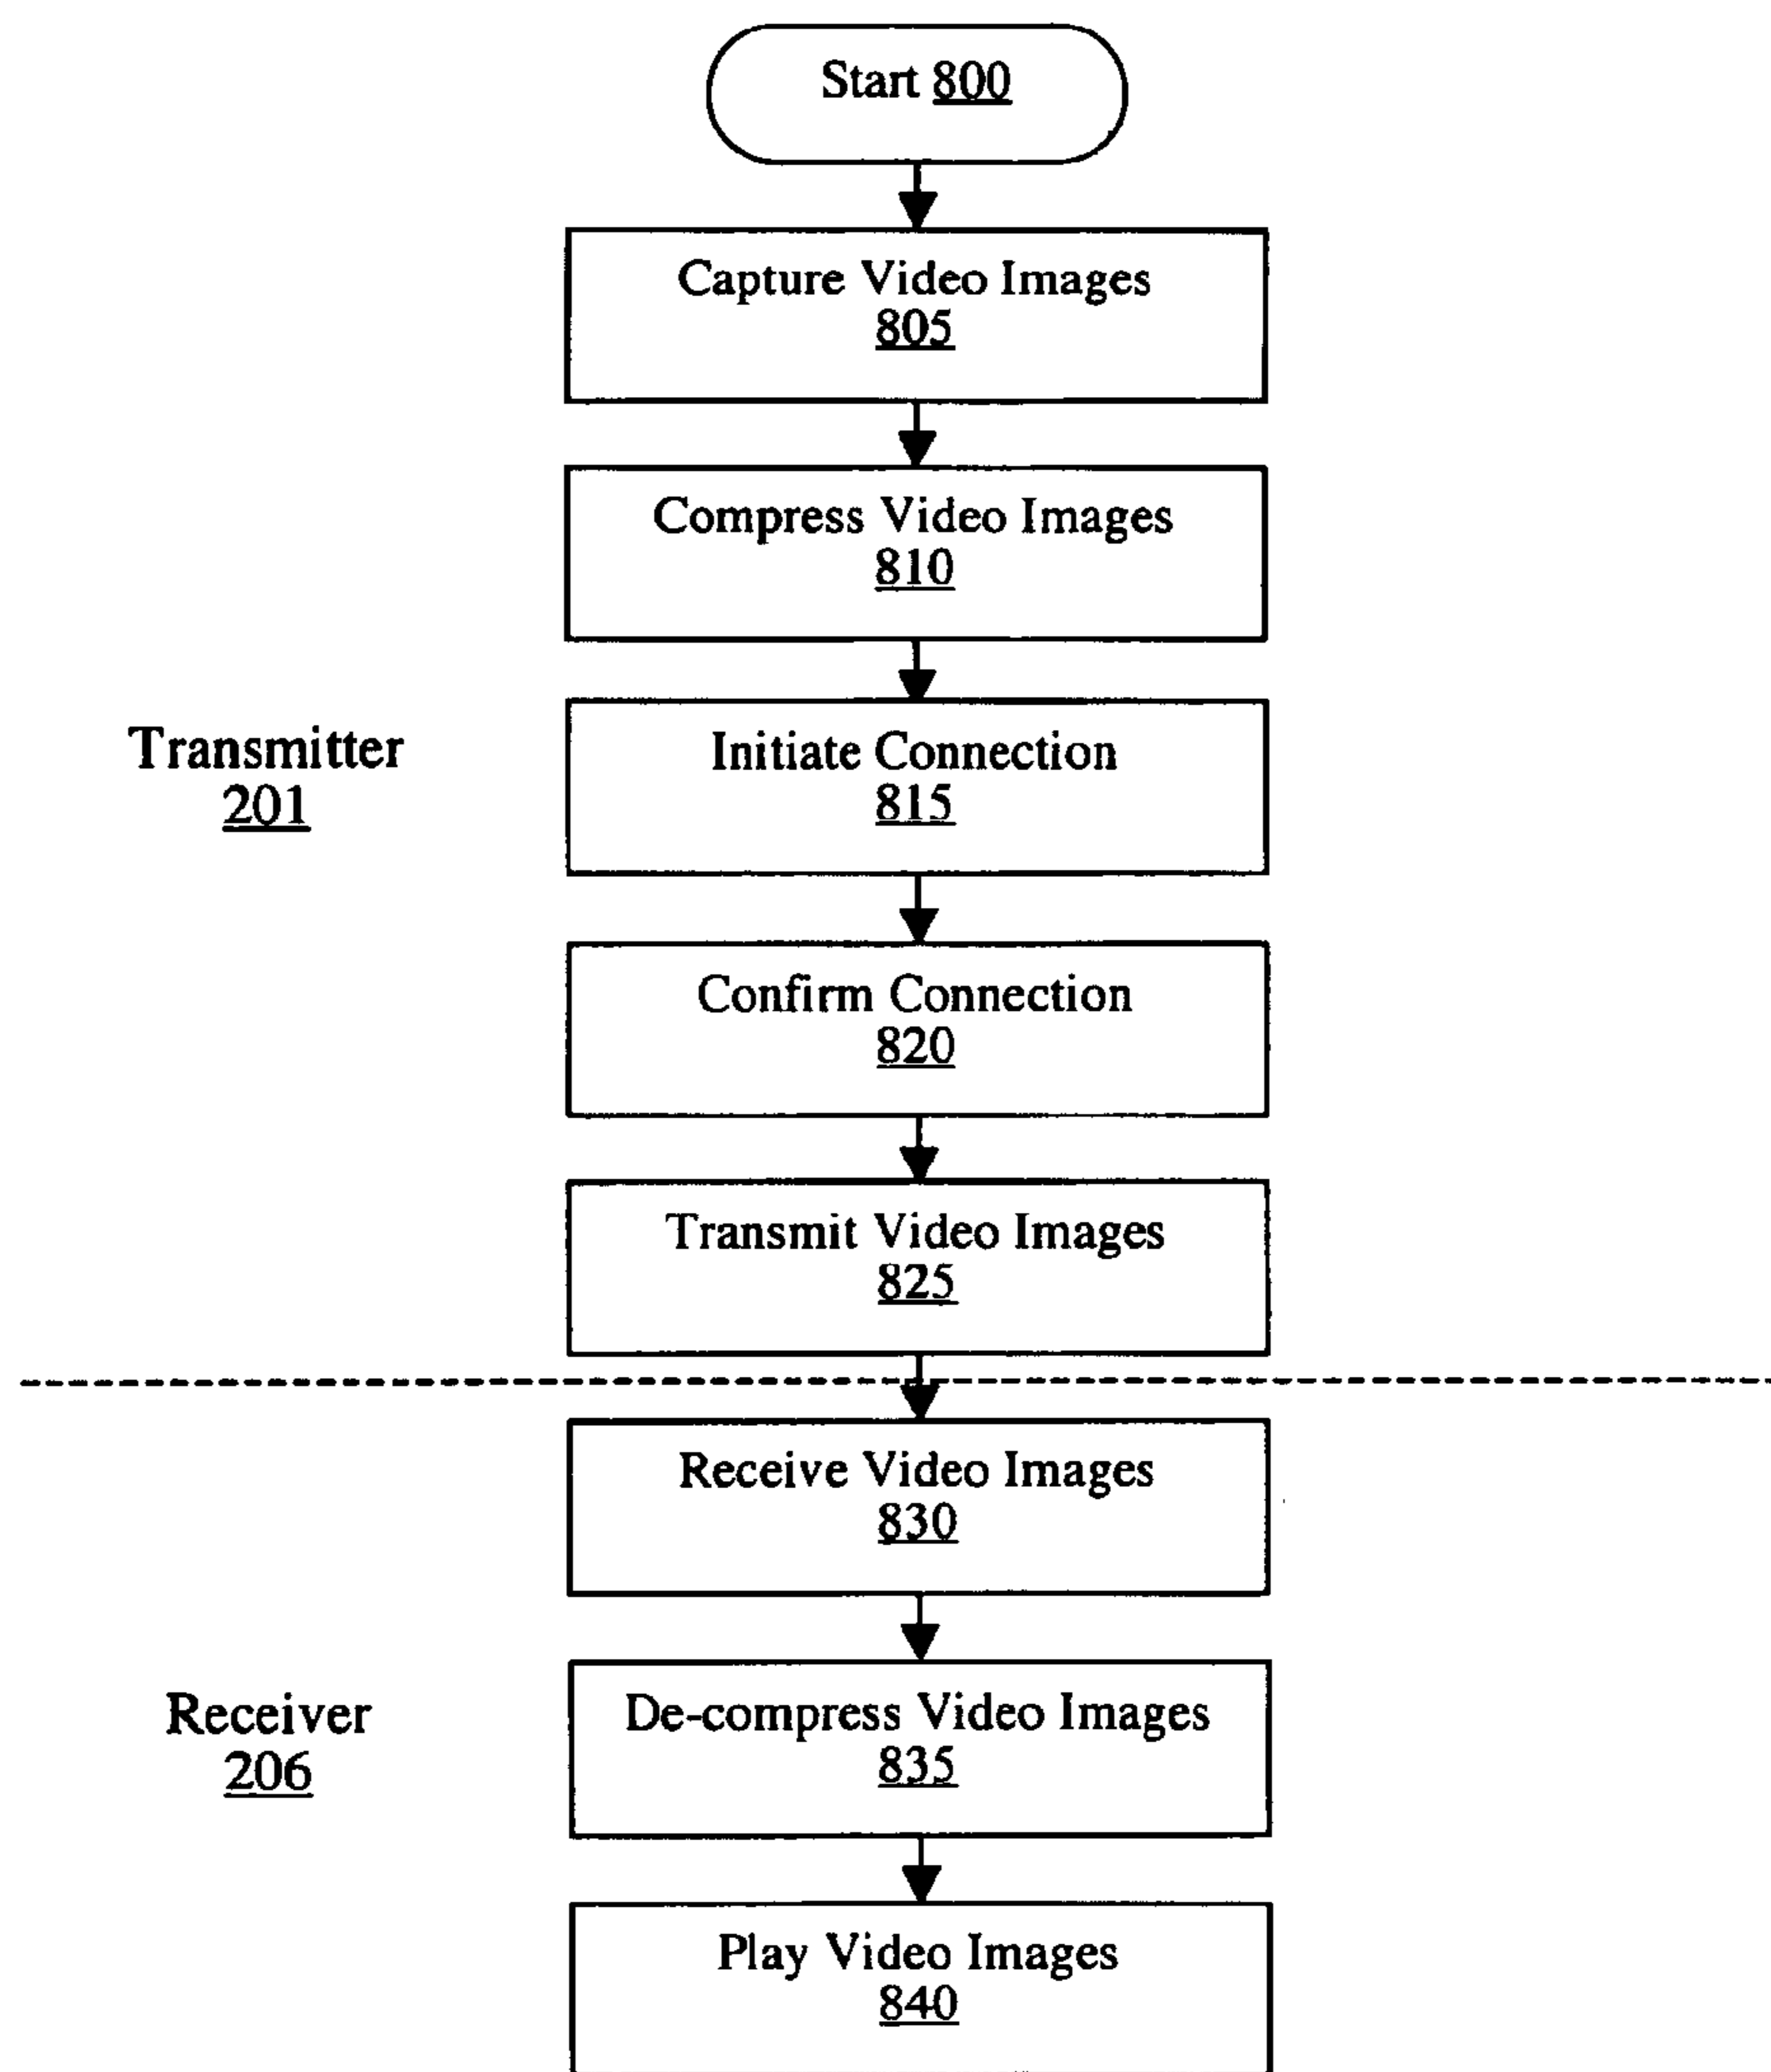 Start 800
Capture Video Images
805
Compress Video Images
810
Transmitter
201
Initiate Connection
815
Confirm Connection
820
Transmit Video Images
825
Receive Video Images
830
Receiver
206
De-compress Video Images
835
Play Video Images
840